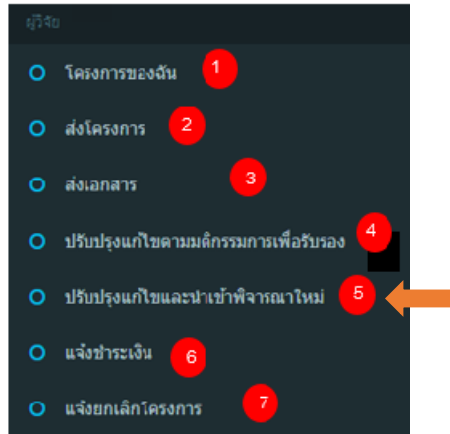 ผู้วิจัย
โครงการของฉัน 1
ส่งโครงการ 2
ส่งเอกสาร 3
ปรับปรุงแก้ไขตามมติกรรมการเพื่อรับรอง 4
ปรับปรุงแก้ไขและนำเข้าพิจารณาใหม่ 5
แจ้งชำระเงิน 6
แจ้งยกเลิกโครงการ 7